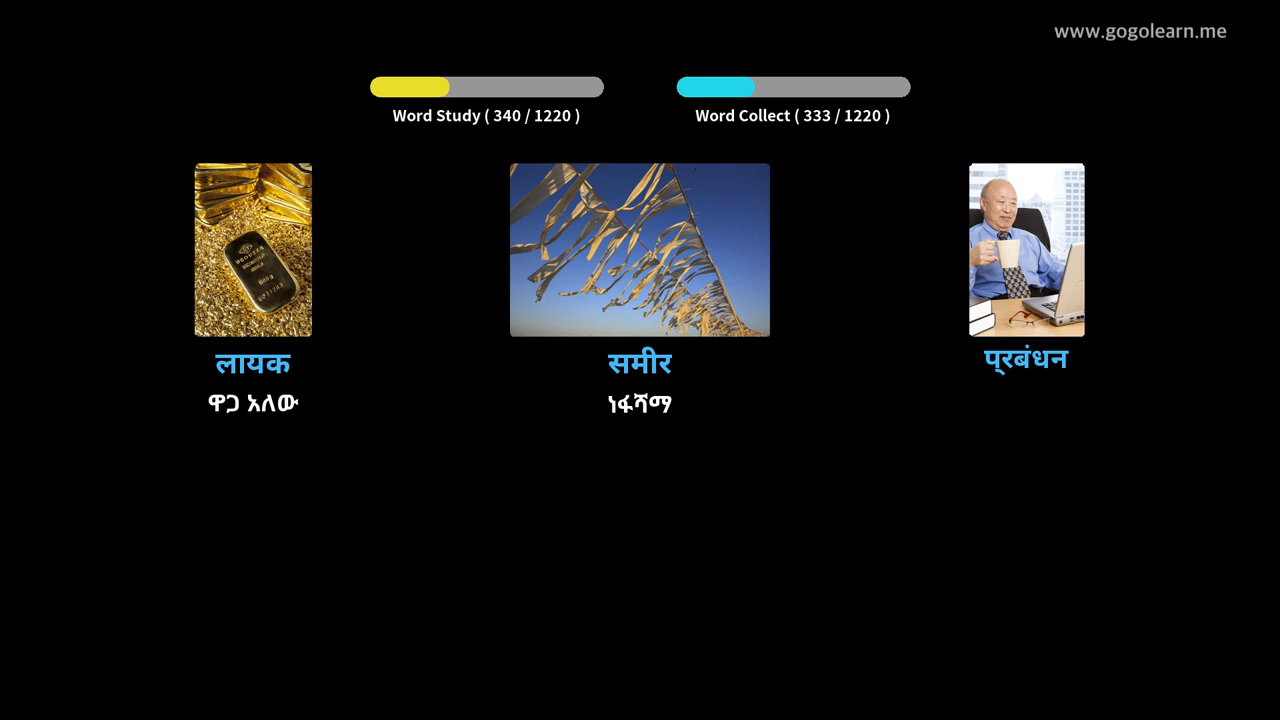 www.gogolearn.me
Word Study ( 340 / 1220 )
Word Collect ( 333 / 1220 )
लायक
समीर
प्रबंधन
ዋጋ አለው
ነፋሻማ